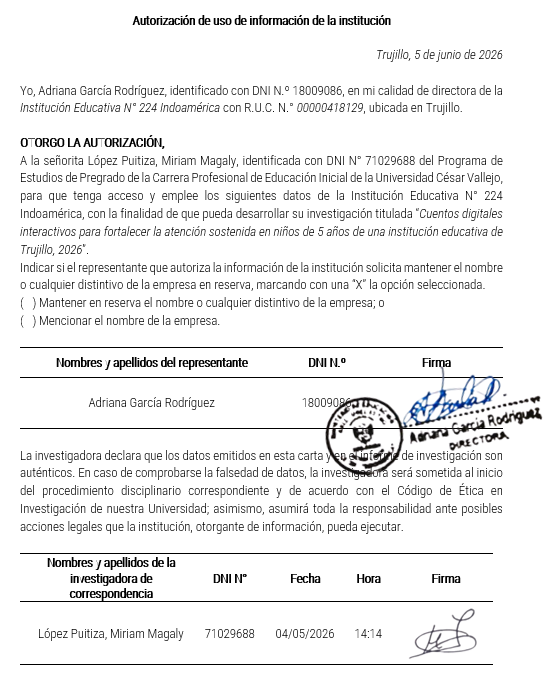 Autorización de uso de información de la institución
Trujillo, 5 de junio de 2026
Yo, Adriana García Rodríguez, identificado con DNI N.º 18009086, en mi calidad de directora de la
Institución Educativa N° 224 Indoamérica con R.U.C. N.° 00000418129, ubicada en Trujillo.
OTORGO LA AUTORIZACIÓN,
A la señorita López Puitiza, Miriam Magaly, identificada con DNI N° 71029688 del Programa de
Estudios de Pregrado de la Carrera Profesional de Educación Inicial de la Universidad César Vallejo,
para que tenga acceso y emplee los siguientes datos de la Institución Educativa N° 224
Indoamérica, con la finalidad de que pueda desarrollar su investigación titulada "Cuentos digitales
interactivos para fortalecer la atención sostenida en niños de 5 años de una institución educativa de
Trujillo, 2026".
Indicar si el representante que autoriza la información de la institución solicita mantener el nombre
o cualquier distintivo de la empresa en reserva, marcando con una "X" la opción seleccionada.
( ) Mantener en reserva el nombre o cualquier distintivo de la empresa; o
( ) Mencionar el nombre de la empresa.
Nombres y apellidos del representante DNI N.º Firma
Adriana García Rodríguez 18009086
Adriana García Rodríguez
DIRECTORA
La investigadora declara que los datos emitidos en esta carta y en el informe de investigación son
auténticos. En caso de comprobarse la falsedad de datos, la investigadora será sometida al inicio
del procedimiento disciplinario correspondiente y de acuerdo con el Código de Ética en
Investigación de nuestra Universidad; asimismo, asumirá toda la responsabilidad ante posibles
acciones legales que la institución, otorgante de información, pueda ejecutar.
Nombres y apellidos de la
investigadora de
correspondencia DNI N° Fecha Hora Firma
López Puitiza, Miriam Magaly 71029688 04/05/2026 14:14